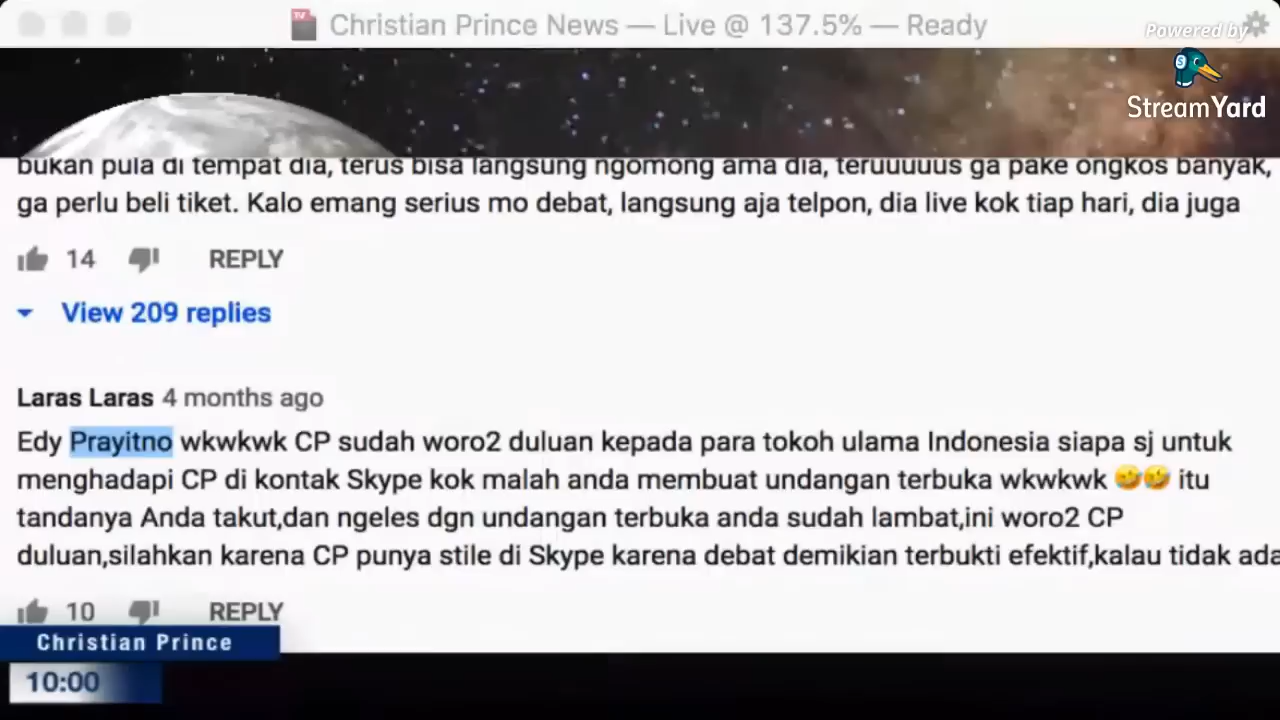 Christian Prince News — Live @ 137.5% — Ready
Powered by
StreamYard
bukan pula di tempat dia, terus bisa langsung ngomong ama dia, teruuuuus ga pake ongkos banyak,
ga perlu beli tiket. Kalo emang serius mo debat, langsung aja telpon, dia live kok tiap hari, dia juga
14 REPLY
View 209 replies
Laras Laras 4 months ago
Edy Prayitno wkwkwk CP sudah woro2 duluan kepada para tokoh ulama Indonesia siapa sj untuk
menghadapi CP di kontak Skype kok malah anda membuat undangan terbuka wkwkwk 🤣🤣 itu
tandanya Anda takut,dan ngeles dgn undangan terbuka anda sudah lambat,ini woro2 CP
duluan,silahkan karena CP punya stile di Skype karena debat demikian terbukti efektif,kalau tidak ada
10 REPLY
Christian Prince
10:00